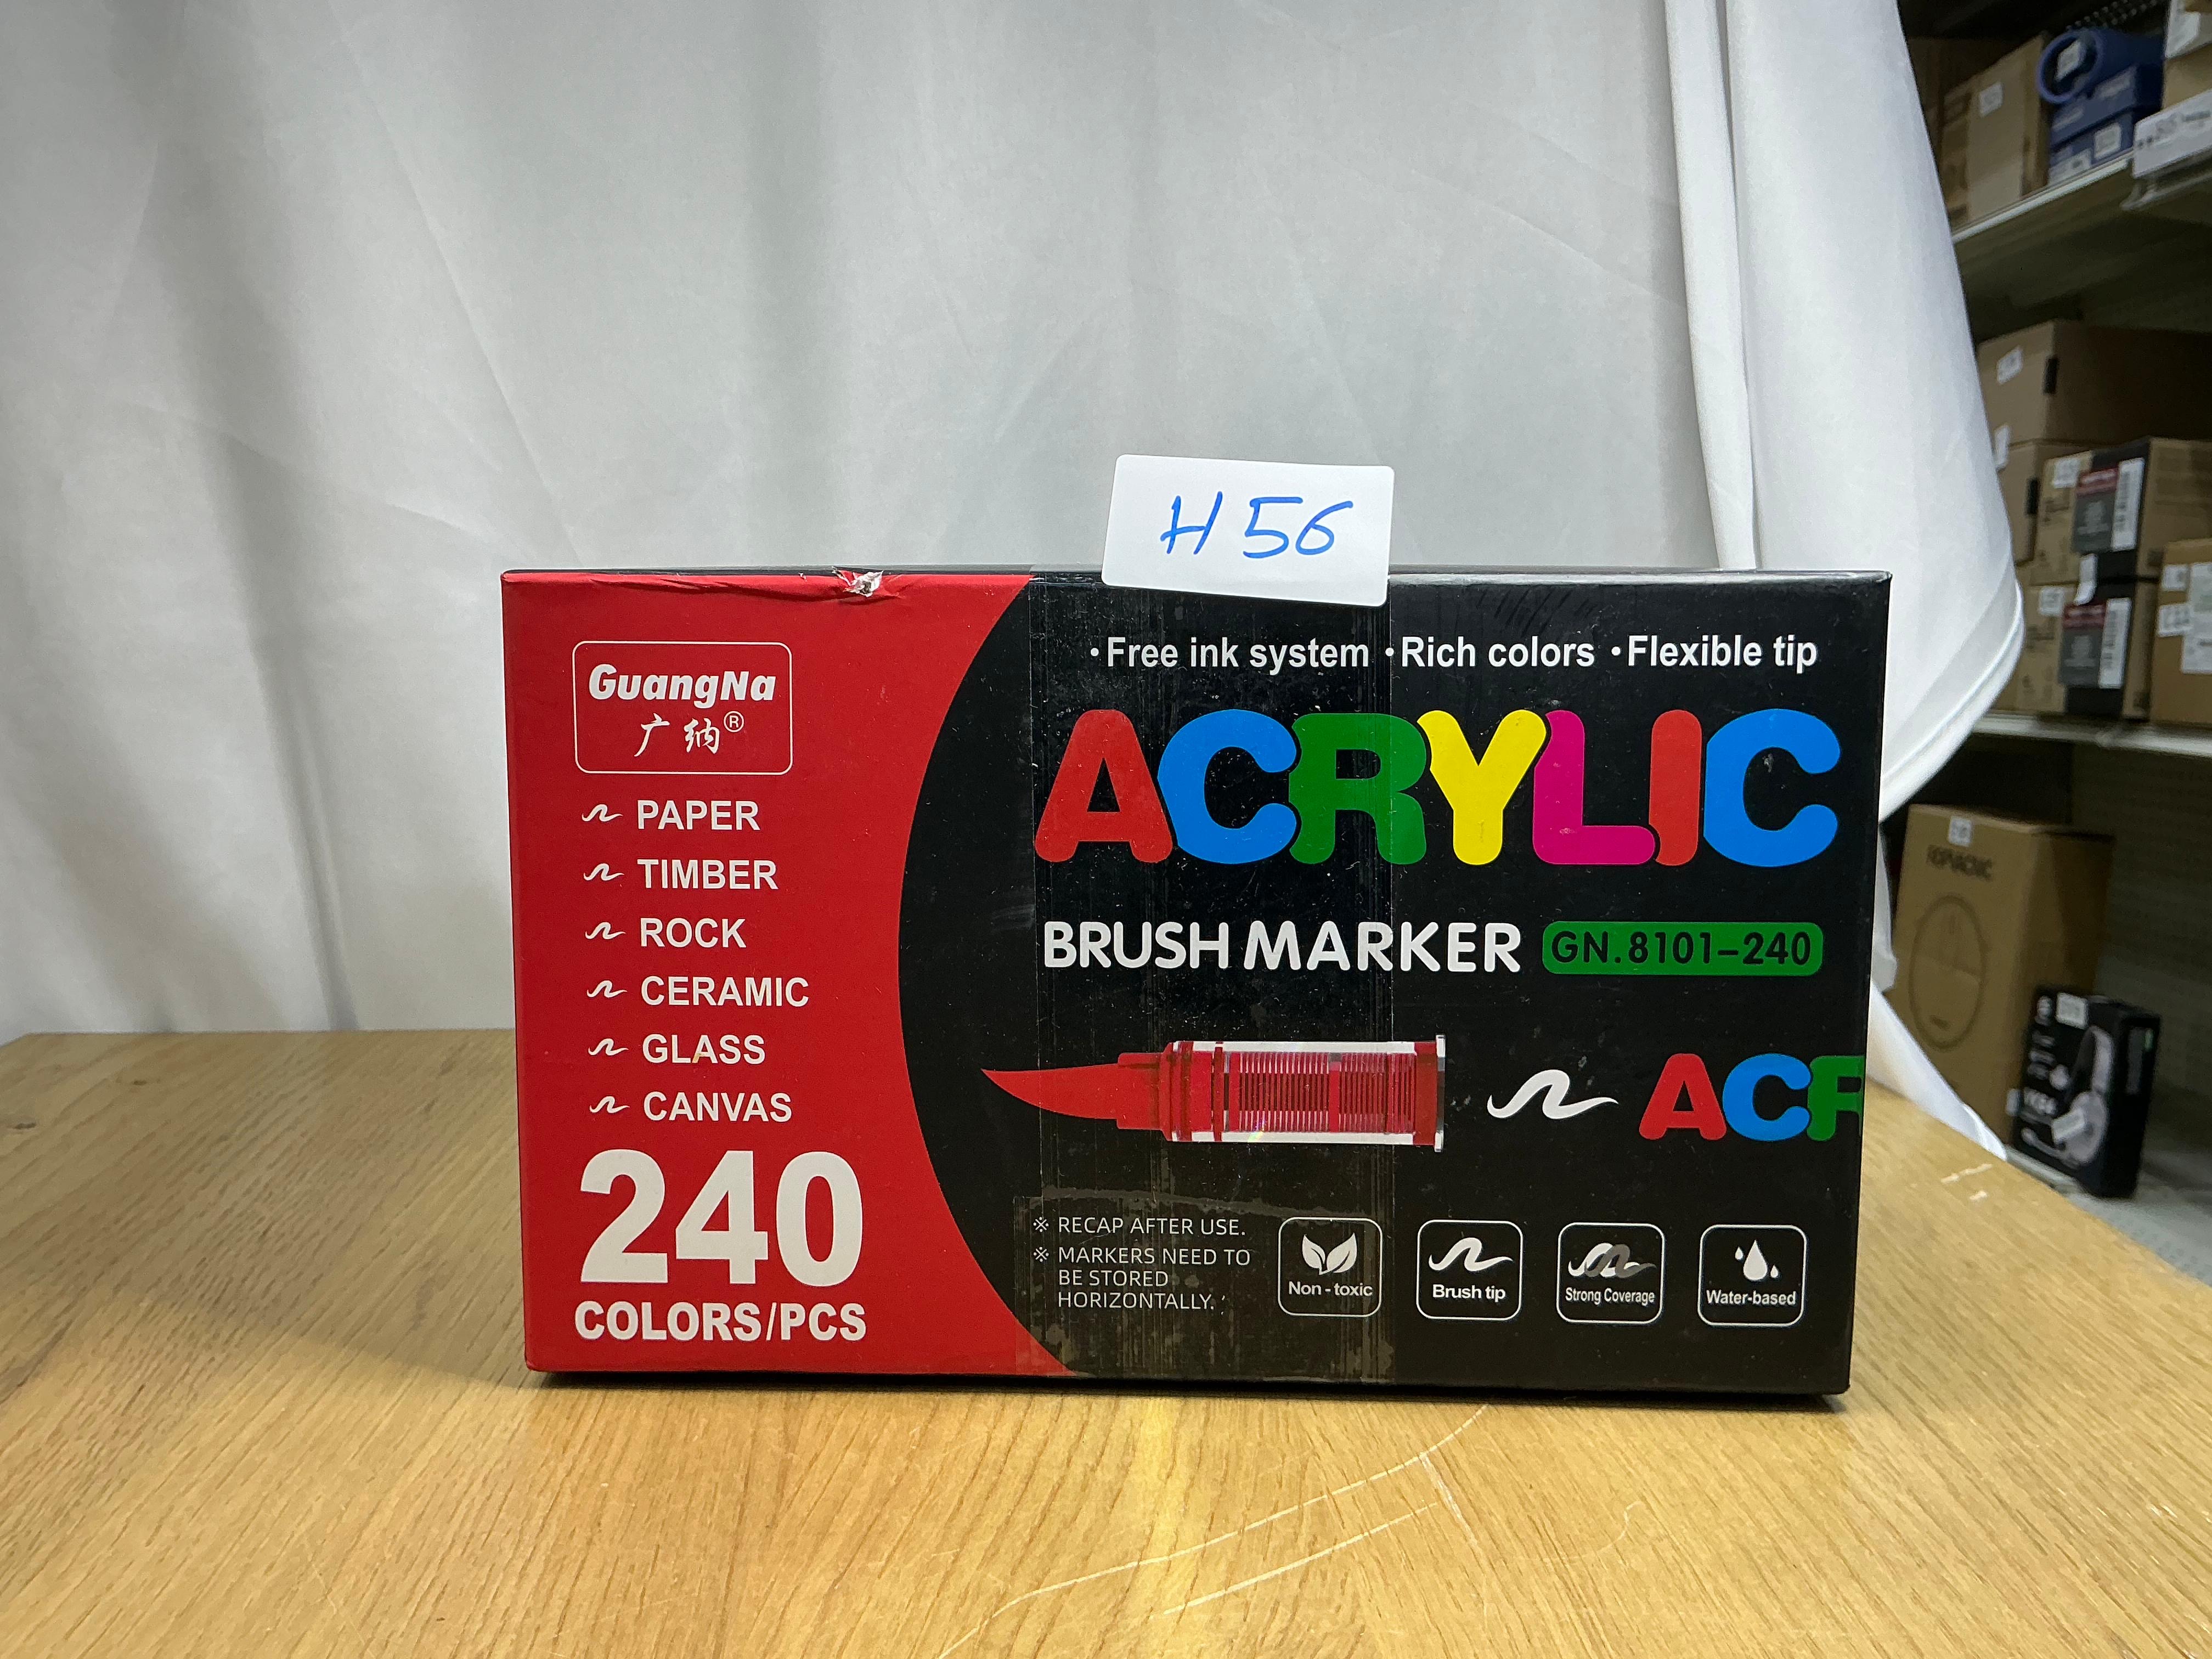 H56
GuangNa
广纳®
PAPER
TIMBER
ROCK
CERAMIC
GLASS
CANVAS
240
COLORS/PCS
•Free ink system •Rich colors •Flexible tip
ACRYLIC
BRUSH MARKER GN.8101-240
ACR
※ RECAP AFTER USE.
※ MARKERS NEED TO
BE STORED
HORIZONTALLY.
Non-toxic
Brush tip
Strong Coverage
Water-based